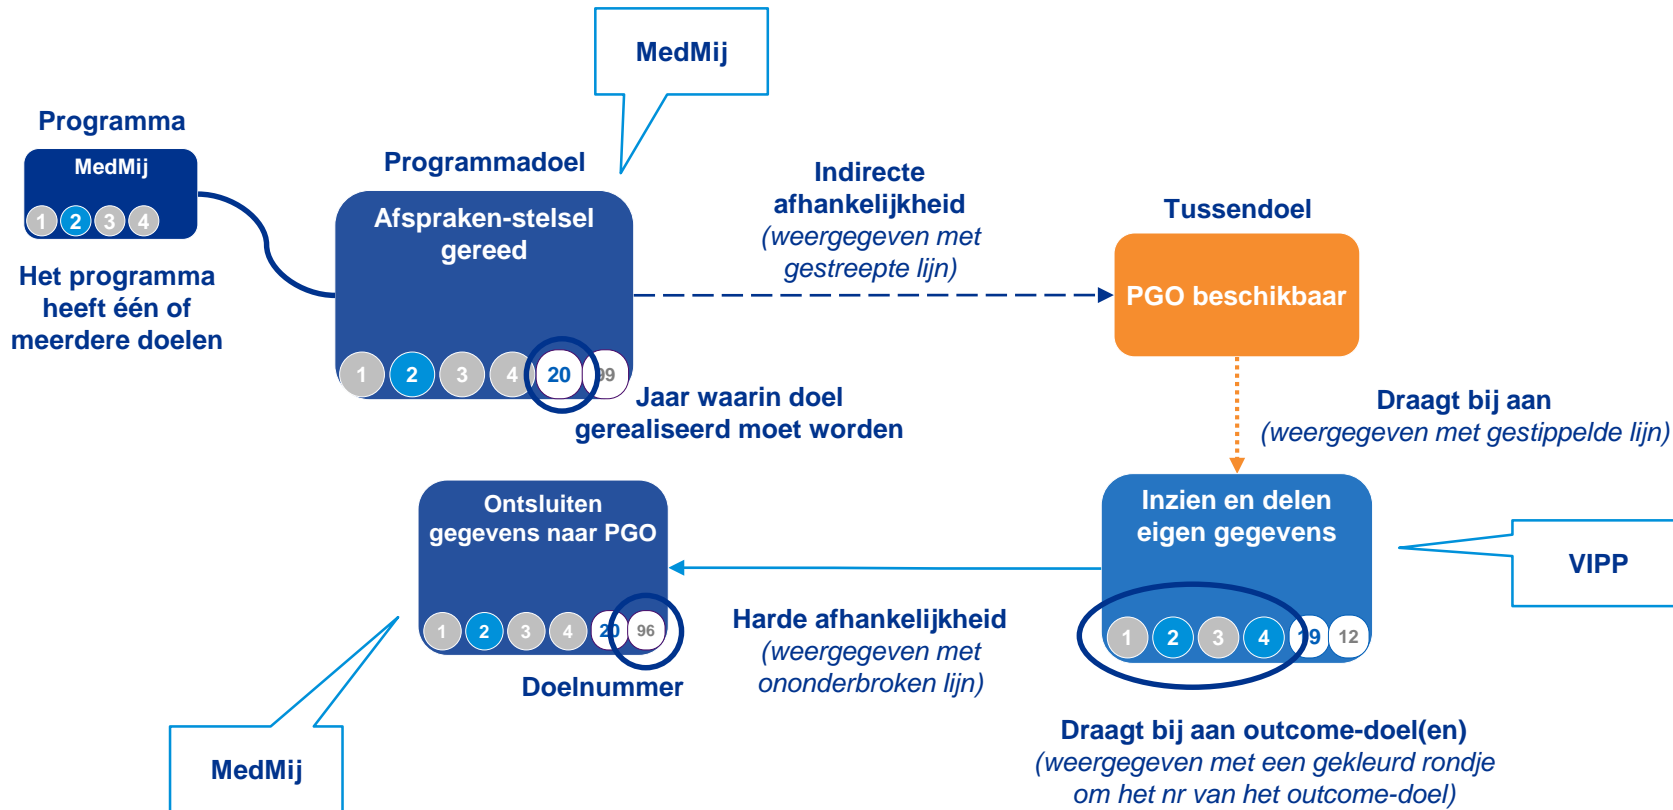 MedMij
Programma
MedMij
1 2 3 4
Het programma
heeft één of
meerdere doelen
Programmadoel
Afspraken-stelsel
gereed
1 2 3 4 20 99
Jaar waarin doel
gerealiseerd moet worden
Indirecte
afhankelijkheid
(weergegeven met
gestreepte lijn)
Tussendoel
PGO beschikbaar
Draagt bij aan
(weergegeven met gestippelde lijn)
Ontsluiten
gegevens naar PGO
1 2 3 4 20 96
Doelnummer
MedMij
Harde afhankelijkheid
(weergegeven met
ononderbroken lijn)
Inzien en delen
eigen gegevens
1 2 3 4 19 12
VIPP
Draagt bij aan outcome-doel(en)
(weergegeven met een gekleurd rondje
om het nr van het outcome-doel)